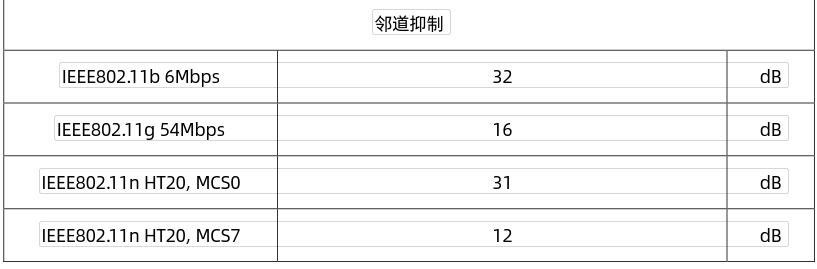 邻道抑制
IEEE802.11b 6Mbps 32 dB
IEEE802.11g 54Mbps 16 dB
IEEE802.11n HT20, MCS0 31 dB
IEEE802.11n HT20, MCS7 12 dB